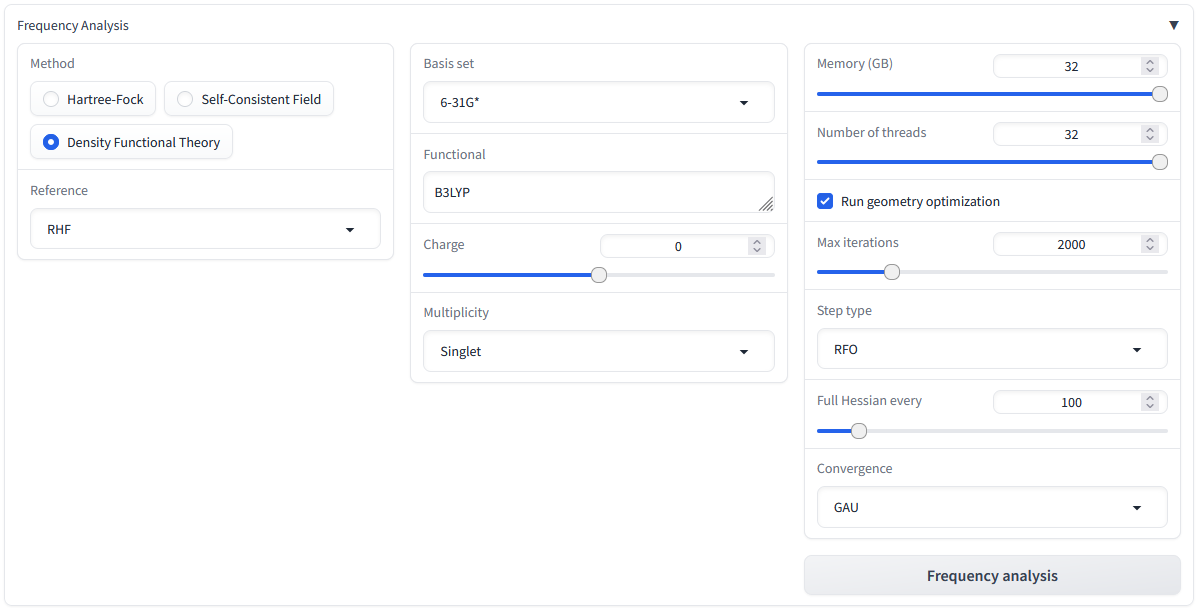 Frequency Analysis
Method
Hartree-Fock
Self-Consistent Field
Density Functional Theory
Reference
RHF
Basis set
6-31G*
Functional
B3LYP
Charge
0
Multiplicity
Singlet
Memory (GB)
32
Number of threads
32
Run geometry optimization
Max iterations
2000
Step type
RFO
Full Hessian every
100
Convergence
GAU
Frequency analysis